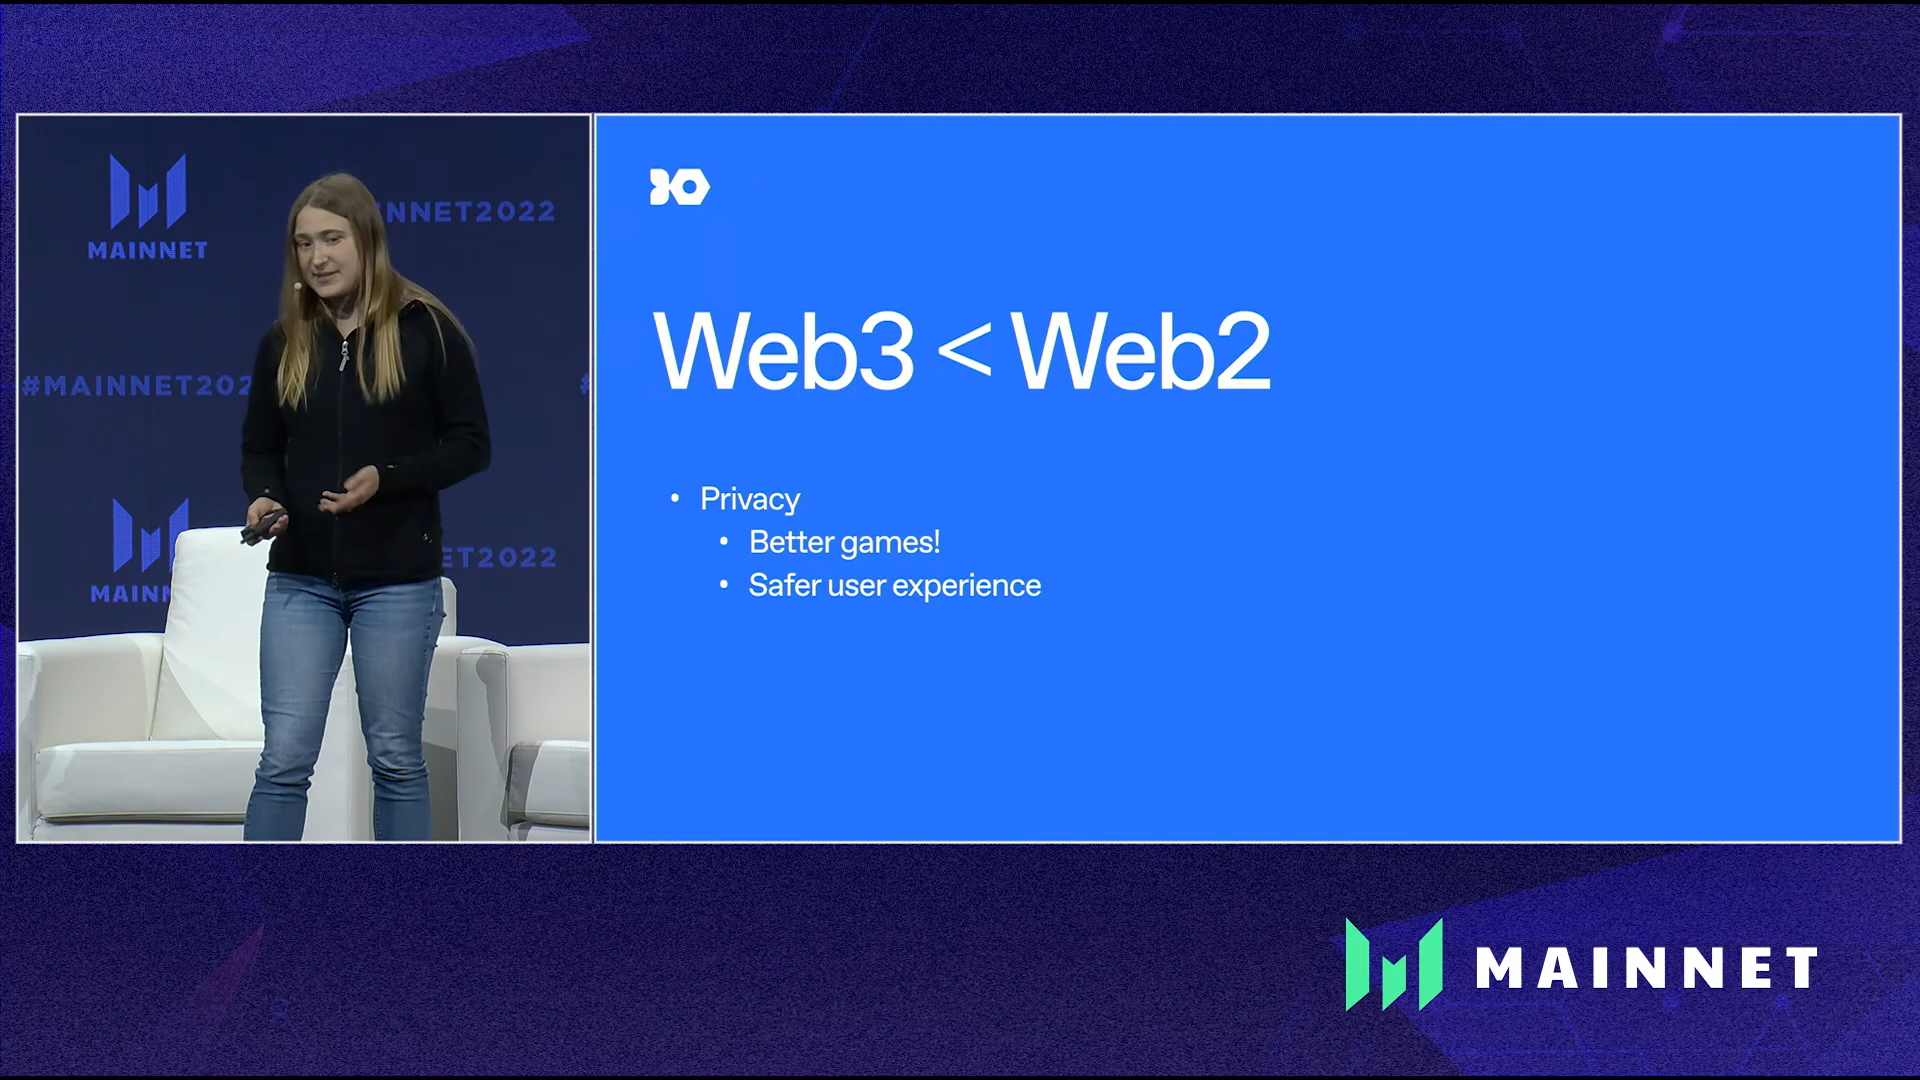 MAINNET
NNET2022
#MAINNET202
ET2022
MAINN
Web3 < Web2
• Privacy
• Better games!
• Safer user experience
MAINNET